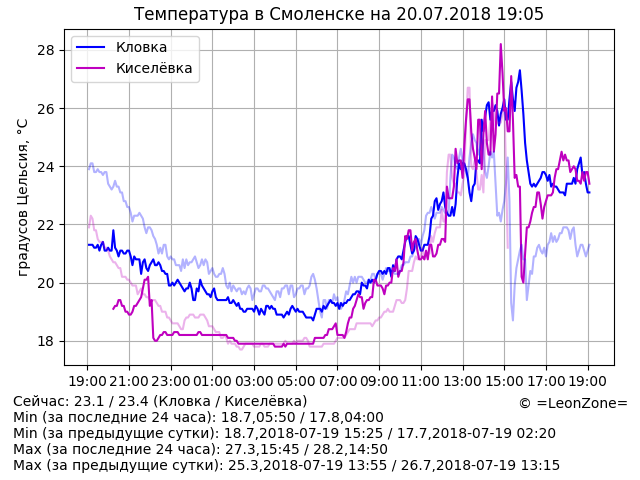 Температура в Смоленске на 20.07.2018 19:05
Кловка
Киселёвка
градусов Цельсия, °C
28
26
24
22
20
18
19:00 21:00 23:00 01:00 03:00 05:00 07:00 09:00 11:00 13:00 15:00 17:00 19:00
Сейчас: 23.1 / 23.4 (Кловка / Киселёвка)
© =LeonZone=
Min (за последние 24 часа): 18.7,05:50 / 17.8,04:00
Min (за предыдущие сутки): 18.7,2018-07-19 15:25 / 17.7,2018-07-19 02:20
Max (за последние 24 часа): 27.3,15:45 / 28.2,14:50
Max (за предыдущие сутки): 25.3,2018-07-19 13:55 / 26.7,2018-07-19 13:15